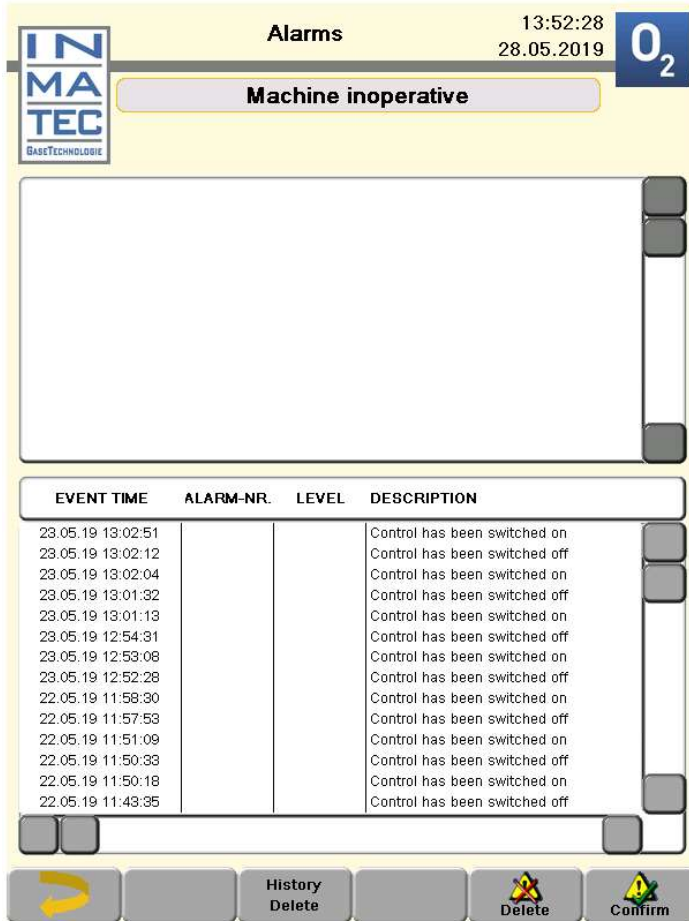 IN
MA
TEC
GASETECHNOLOGIE
Alarms
13:52:28
28.05.2019
O2
Machine inoperative
EVENT TIME ALARM-NR. LEVEL DESCRIPTION
23.05.19 13:02:51 Control has been switched on
23.05.19 13:02:12 Control has been switched off
23.05.19 13:02:04 Control has been switched on
23.05.19 13:01:32 Control has been switched off
23.05.19 13:01:13 Control has been switched on
23.05.19 12:54:31 Control has been switched off
23.05.19 12:53:08 Control has been switched on
23.05.19 12:52:28 Control has been switched off
22.05.19 11:58:30 Control has been switched on
22.05.19 11:57:53 Control has been switched off
22.05.19 11:51:09 Control has been switched on
22.05.19 11:50:33 Control has been switched off
22.05.19 11:50:18 Control has been switched on
22.05.19 11:43:35 Control has been switched off
History
Delete
Delete
Confirm